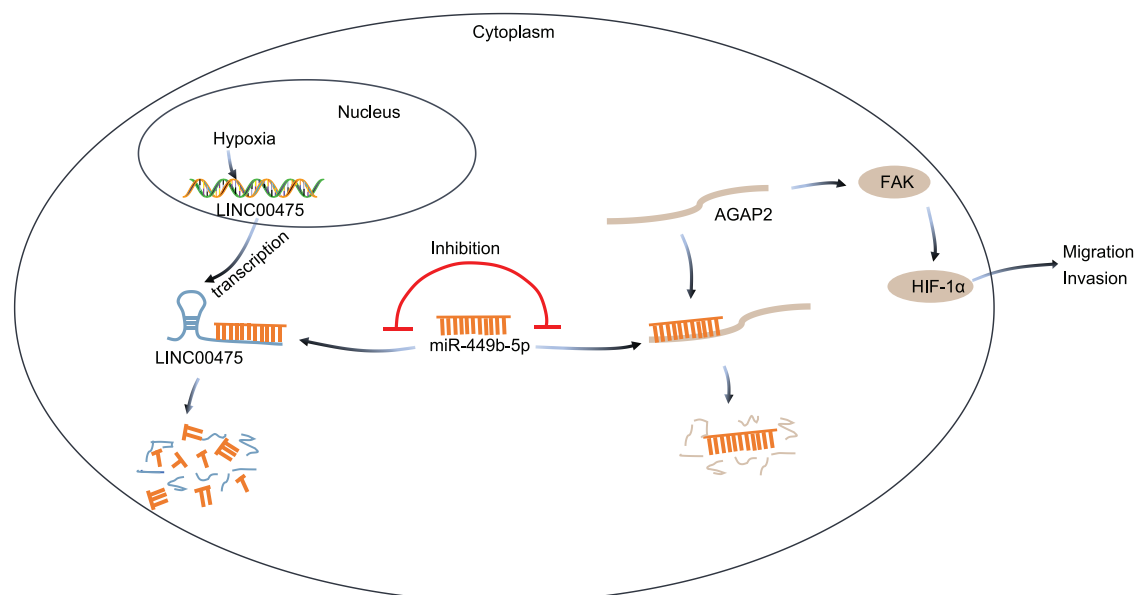 Cytoplasm
Nucleus
Hypoxia
LINC00475
transcription
LINC00475
Inhibition
miR-449b-5p
AGAP2
FAK
HIF-1α
Migration
Invasion